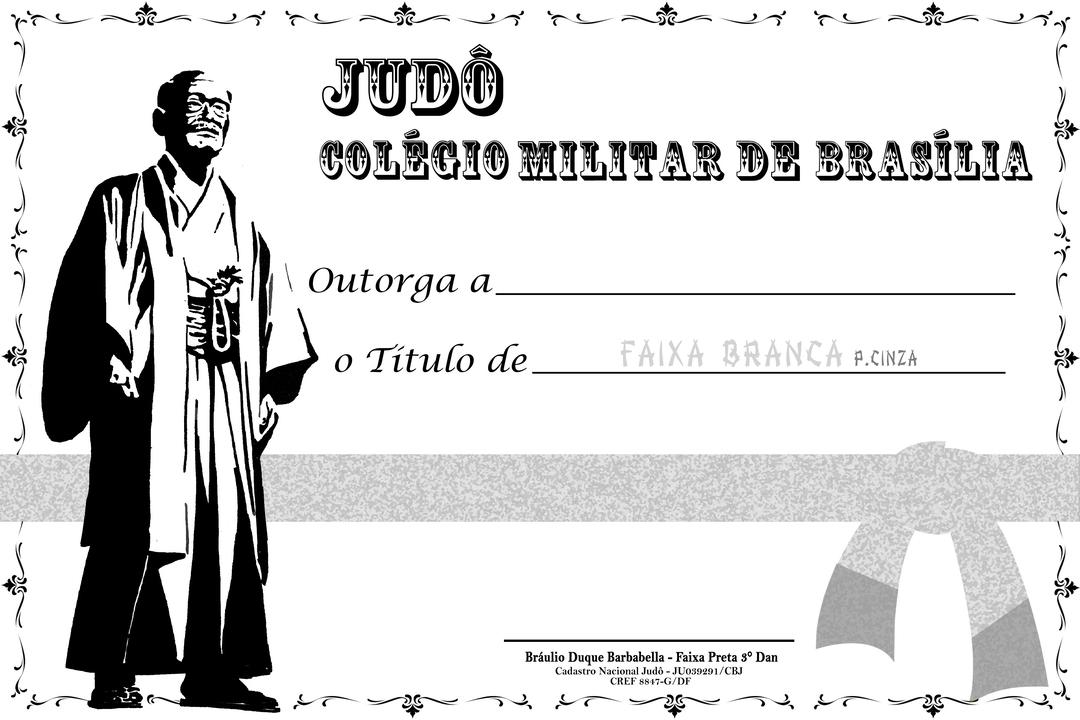 JUDÔ
COLÉGIO MILITAR DE BRASÍLIA
Outorga a
o Título de FAIXA BRANCA P.CINZA
Bráulio Duque Barbabella - Faixa Preta 3º Dan
Cadastro Nacional Judô - JU039291/CBJ
CREF 8847-G/DF